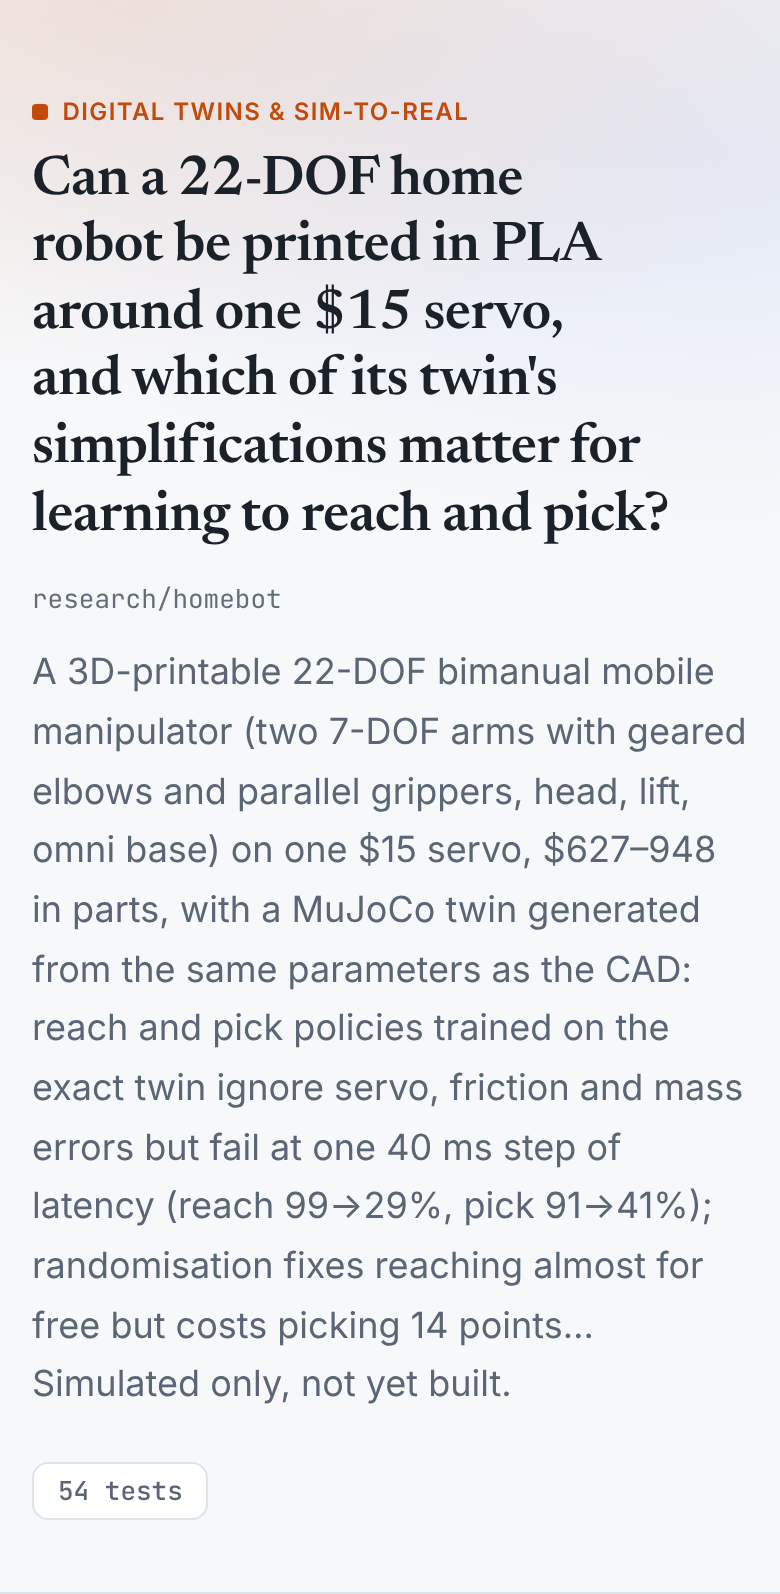 DIGITAL TWINS & SIM-TO-REAL
Can a 22-DOF home
robot be printed in PLA
around one $15 servo,
and which of its twin's
simplifications matter for
learning to reach and pick?
research/homebot
A 3D-printable 22-DOF bimanual mobile
manipulator (two 7-DOF arms with geared
elbows and parallel grippers, head, lift,
omni base) on one $15 servo, $627–948
in parts, with a MuJoCo twin generated
from the same parameters as the CAD:
reach and pick policies trained on the
exact twin ignore servo, friction and mass
errors but fail at one 40 ms step of
latency (reach 99→29%, pick 91→41%);
randomisation fixes reaching almost for
free but costs picking 14 points...
Simulated only, not yet built.
54 tests